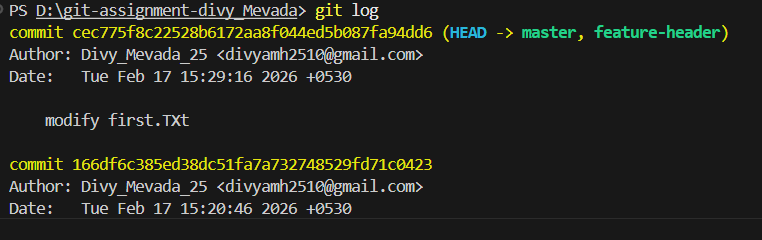 PS D:\git-assignment-divy_Mevada> git log
commit cec775f8c22528b6172aa8f044ed5b087fa94dd6 (HEAD -> master, feature-header)
Author: Divy_Mevada_25 <divyamh2510@gmail.com>
Date:   Tue Feb 17 15:29:16 2026 +0530
    modify first.TXt
commit 166df6c385ed38dc51fa7a732748529fd71c0423
Author: Divy_Mevada_25 <divyamh2510@gmail.com>
Date:   Tue Feb 17 15:20:46 2026 +0530